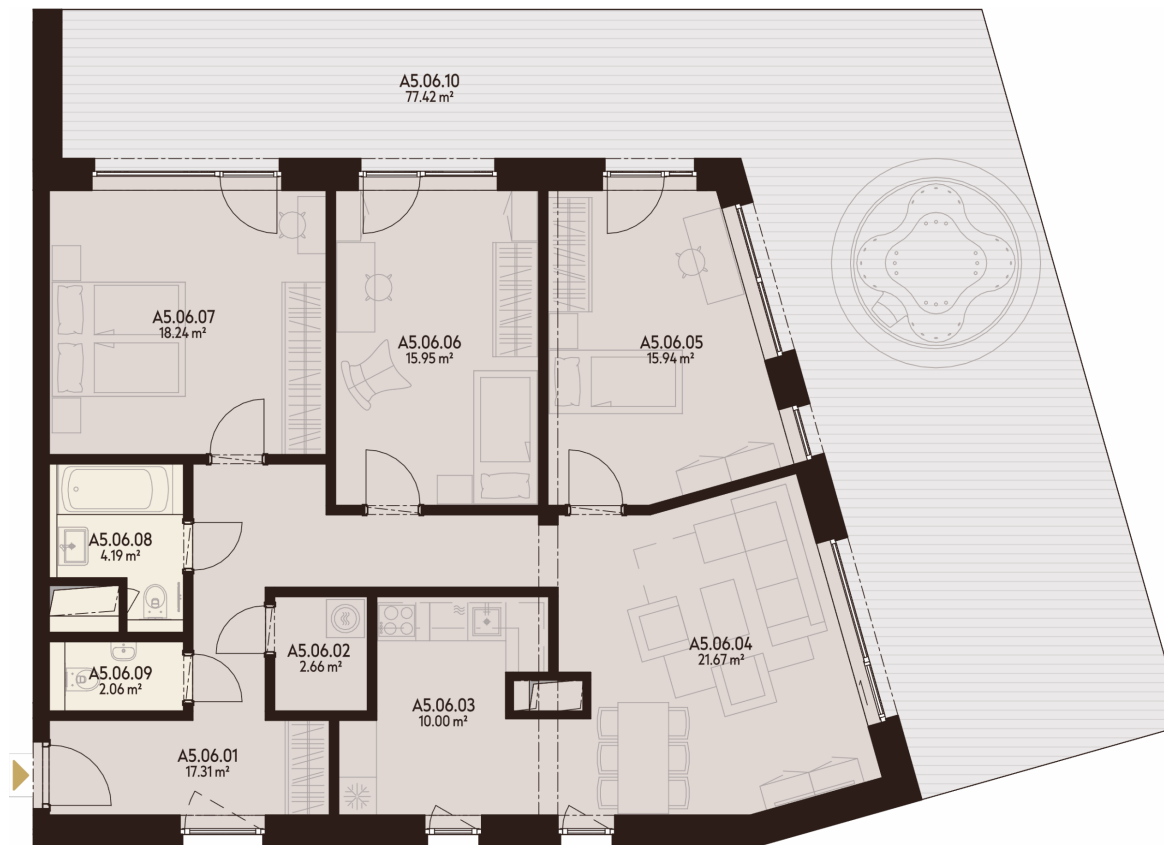 A5.06.10
77.42 m²
A5.06.07
18.24 m²
A5.06.06
15.95 m²
A5.06.05
15.94 m²
A5.06.08
4.19 m²
A5.06.09
2.06 m²
A5.06.02
2.66 m²
A5.06.04
21.67 m²
A5.06.03
10.00 m²
A5.06.01
17.31 m²